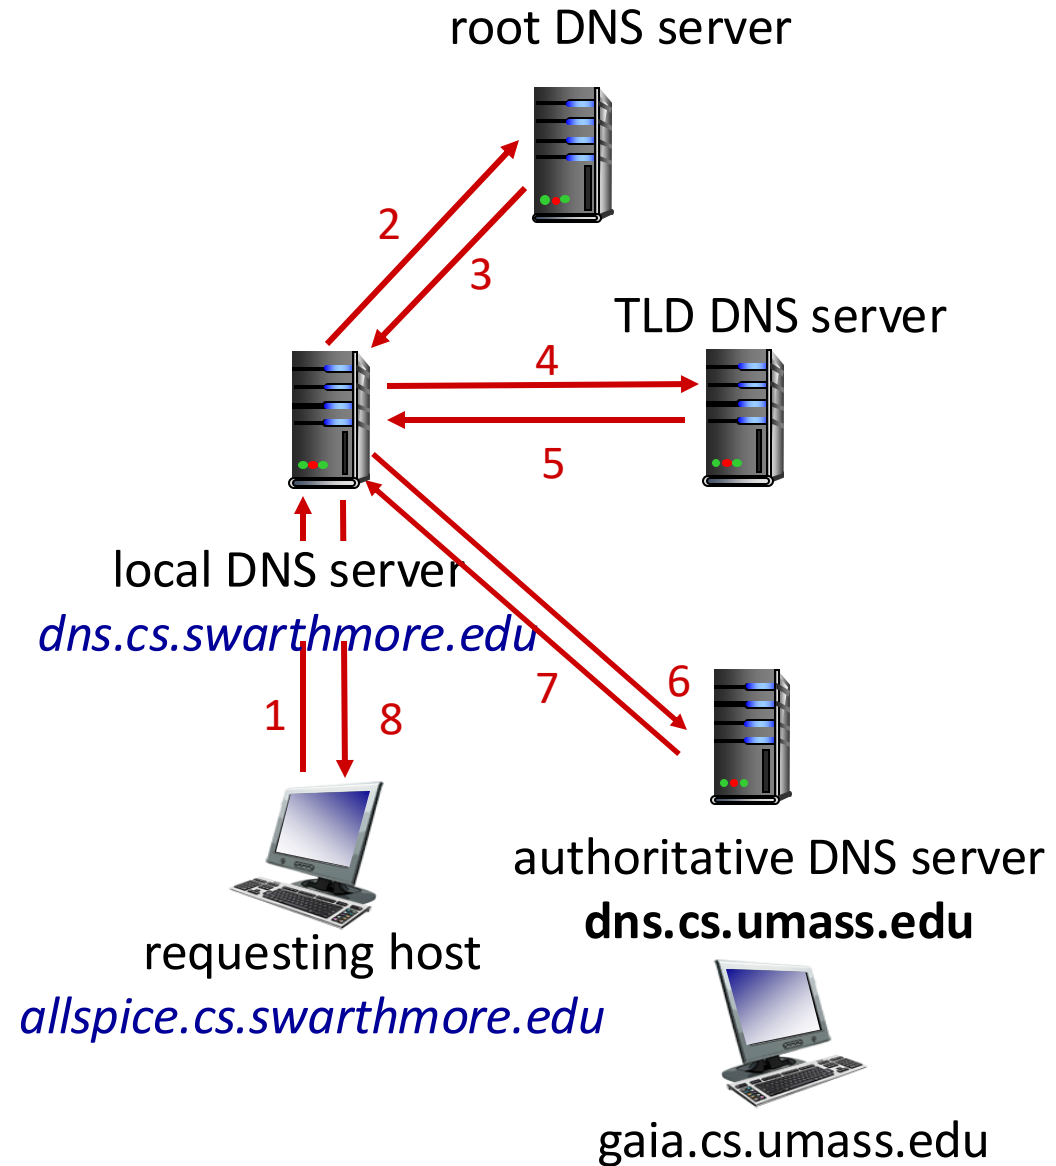 root DNS server
2
3
TLD DNS server
4
5
local DNS server
dns.cs.swarthmore.edu
6
7
1
8
authoritative DNS server
dns.cs.umass.edu
requesting host
allspice.cs.swarthmore.edu
gaia.cs.umass.edu